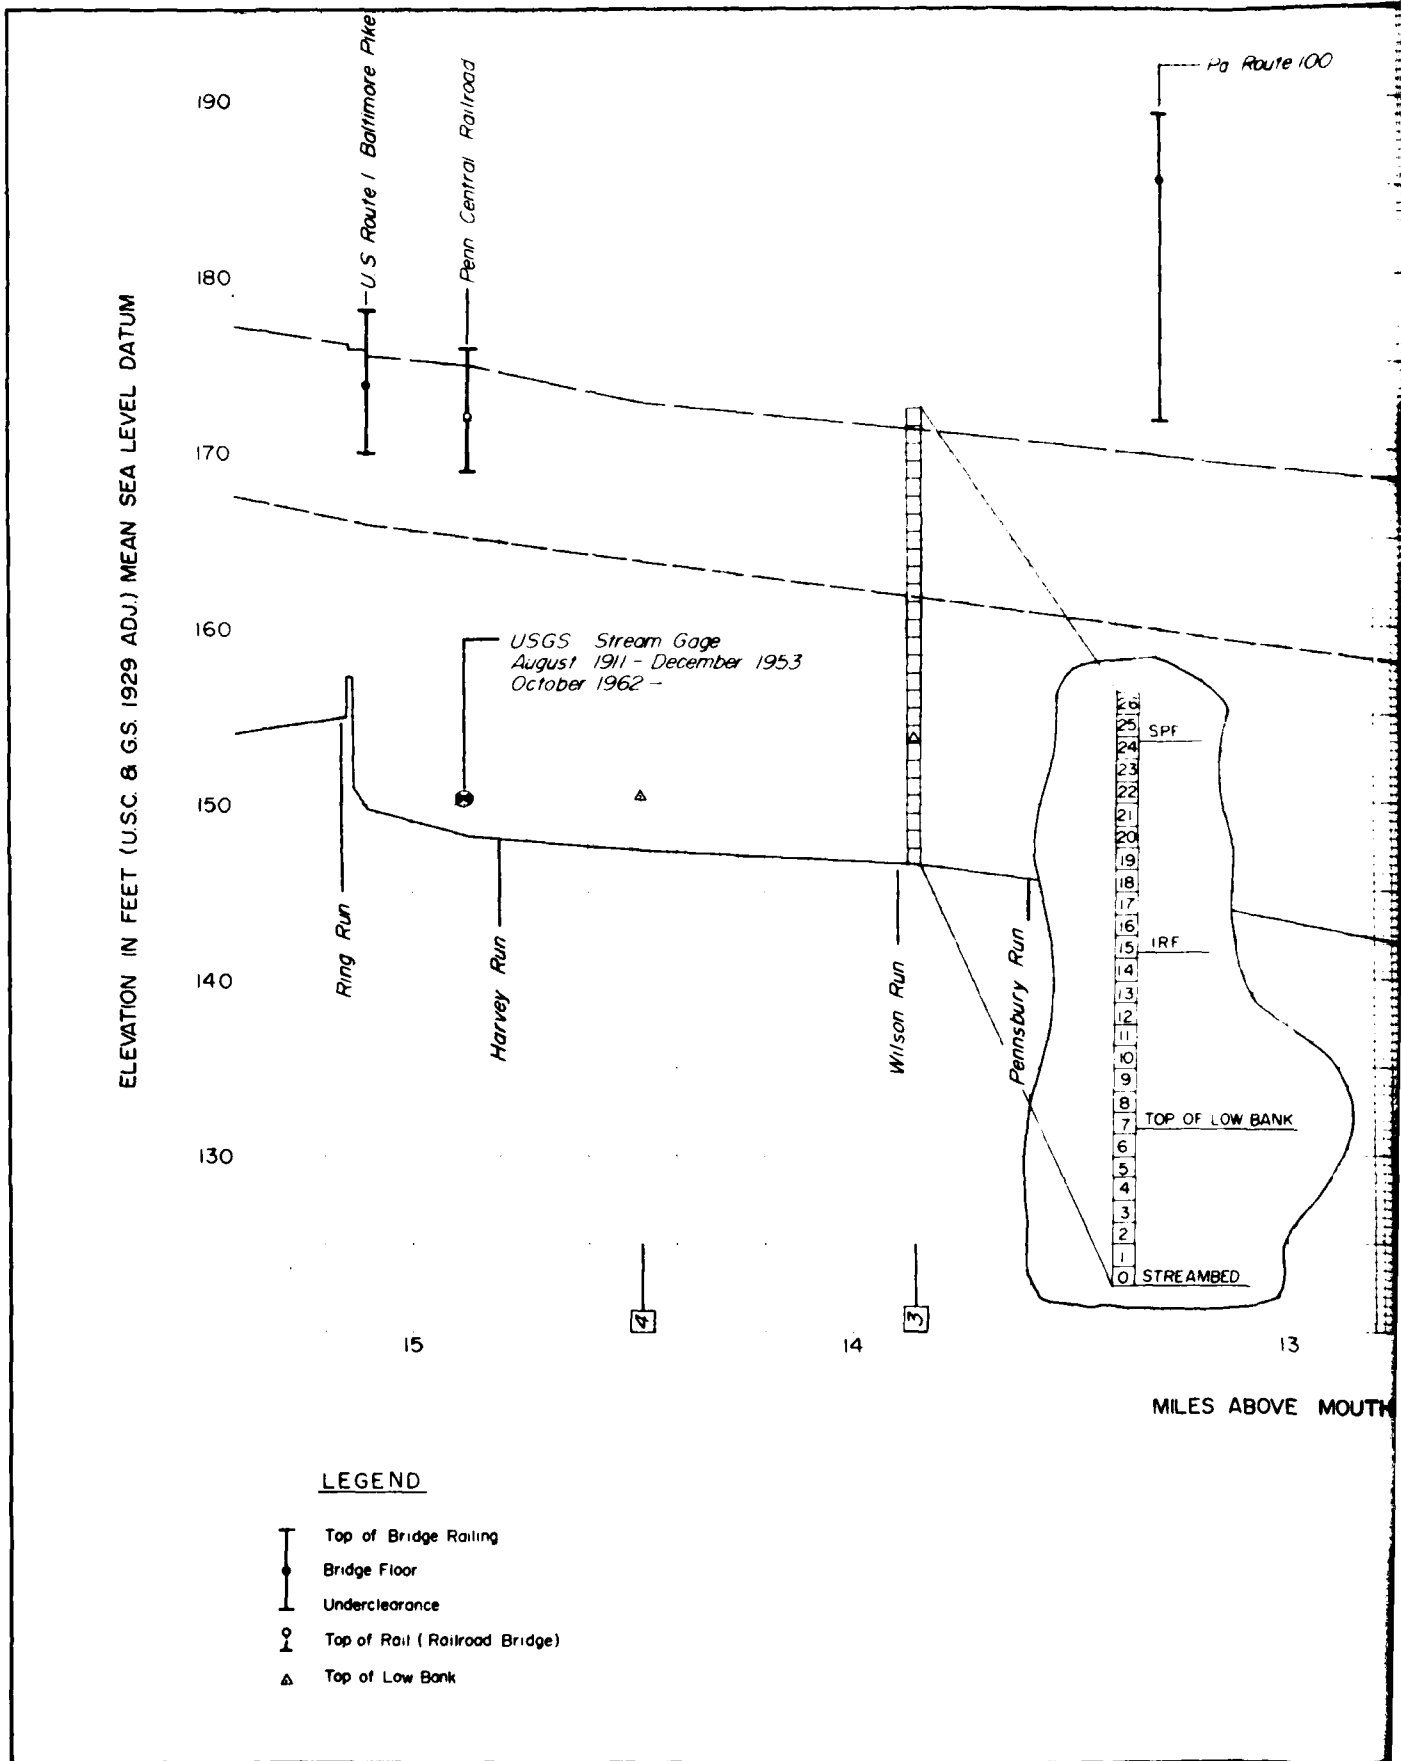 U.S Route 1 Baltimore Pike
Penn Central Railroad
Pa Route 100
ELEVATION IN FEET (U.S.C. & G.S. 1929 ADJ.) MEAN SEA LEVEL DATUM
190
180
170
160
150
140
130
USGS Stream Gage
August 1911 - December 1953
October 1962 -
Ring Run
Harvey Run
Wilson Run
Pennsbury Run
26
25
SPF
24
23
22
21
20
19
18
17
16
15
IRF
14
13
12
11
10
9
8
7
TOP OF LOW BANK
6
5
4
3
2
1
0
STREAMBED
4
3
15
14
13
MILES ABOVE MOUTH
LEGEND
Top of Bridge Railing
Bridge Floor
Underclearance
Top of Rail (Railroad Bridge)
Top of Low Bank